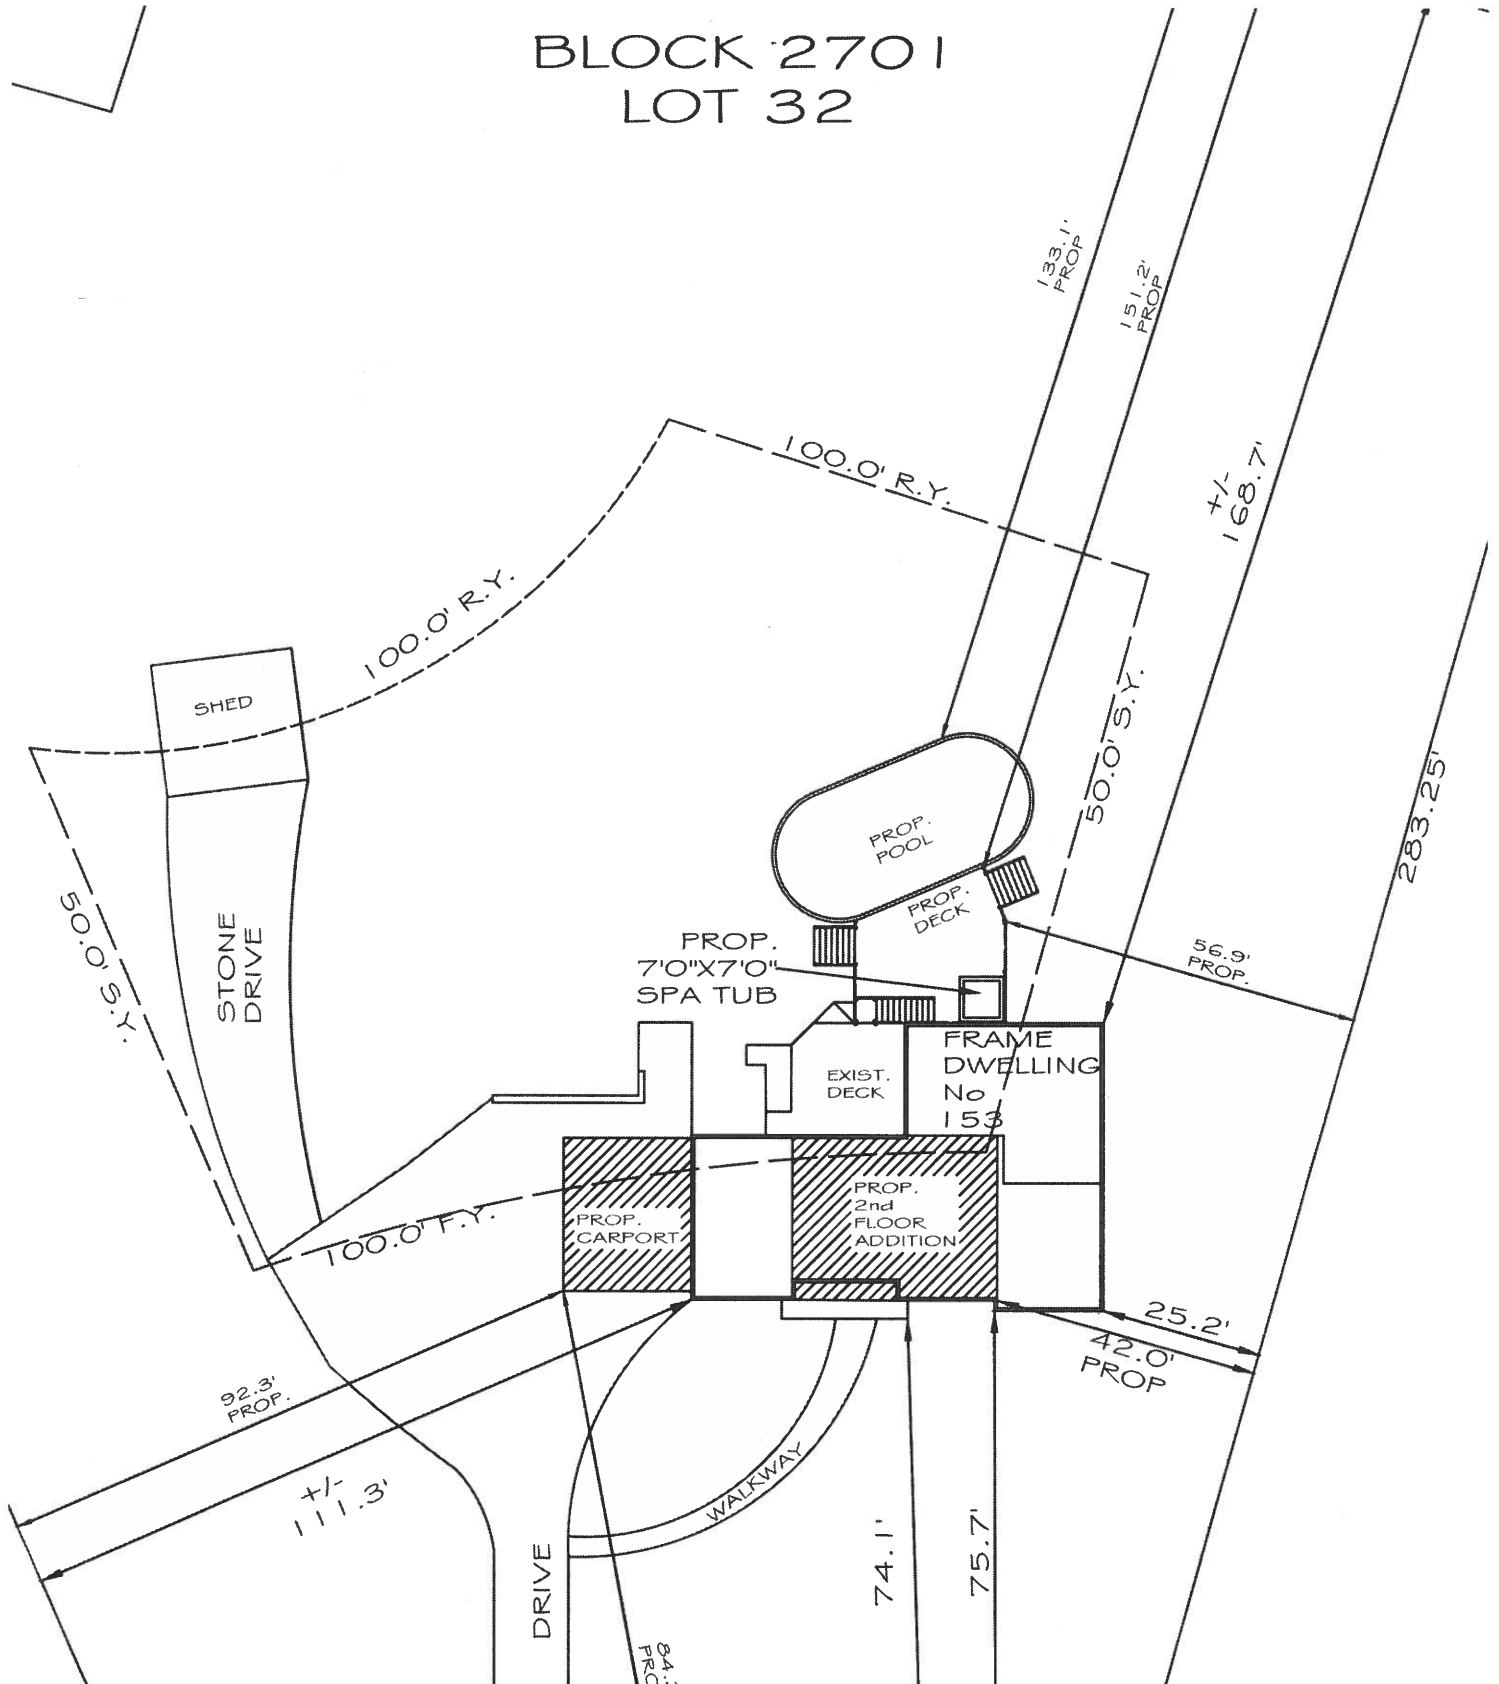 BLOCK 2701
LOT 32
133.1'
PROP
151.2'
PROP
+/-
168.7'
100.0' R.Y.
100.0' R.Y.
SHED
50.0' S.Y.
283.25'
PROP.
POOL
PROP.
DECK
50.0' S.Y.
STONE
DRIVE
PROP.
7'0"X7'0"
SPA TUB
56.9'
PROP.
FRAME
DWELLING
No
153
EXIST.
DECK
PROP.
2nd
FLOOR
ADDITION
PROP.
CARPORT
100.0' F.Y.
25.2'
42.0'
PROP
92.3'
PROP.
+/-
111.3'
WALKWAY
74.1'
75.7'
DRIVE